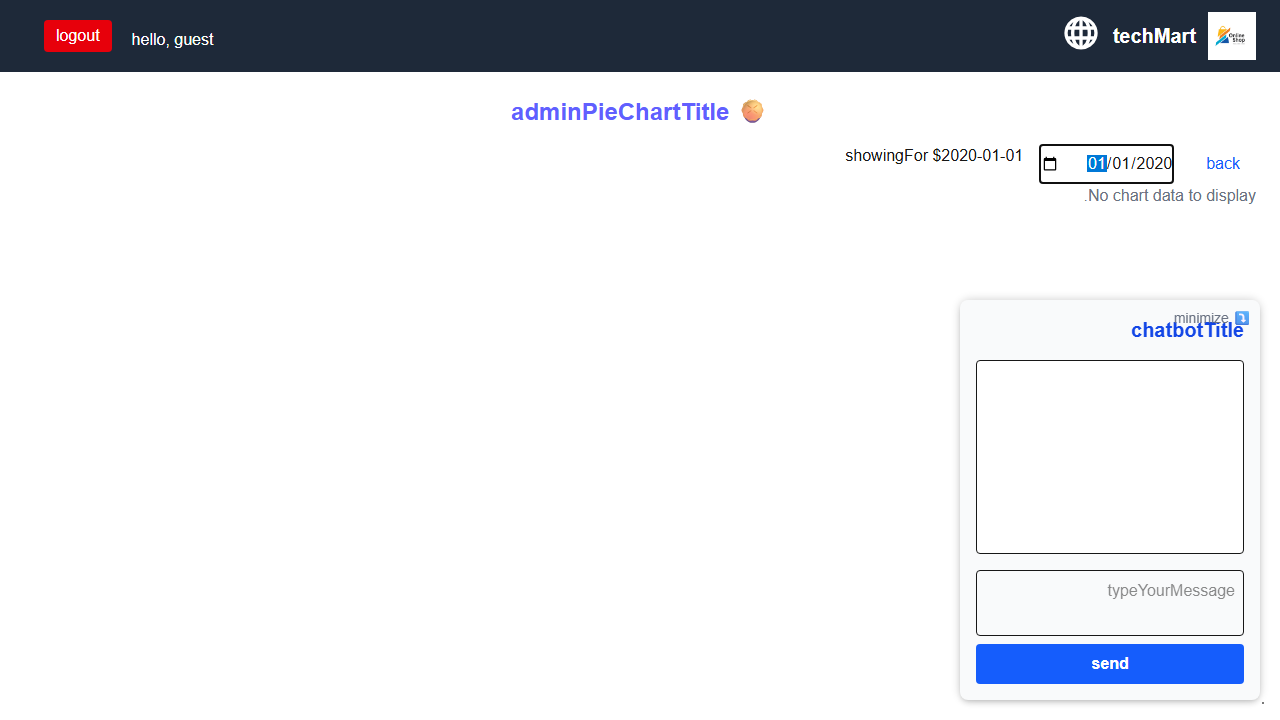 logout
hello, guest
techMart
Online Shop
adminPieChartTitle
showingFor $2020-01-01
01/01/2020
back
.No chart data to display
minimize
chatbotTitle
typeYourMessage
send
.